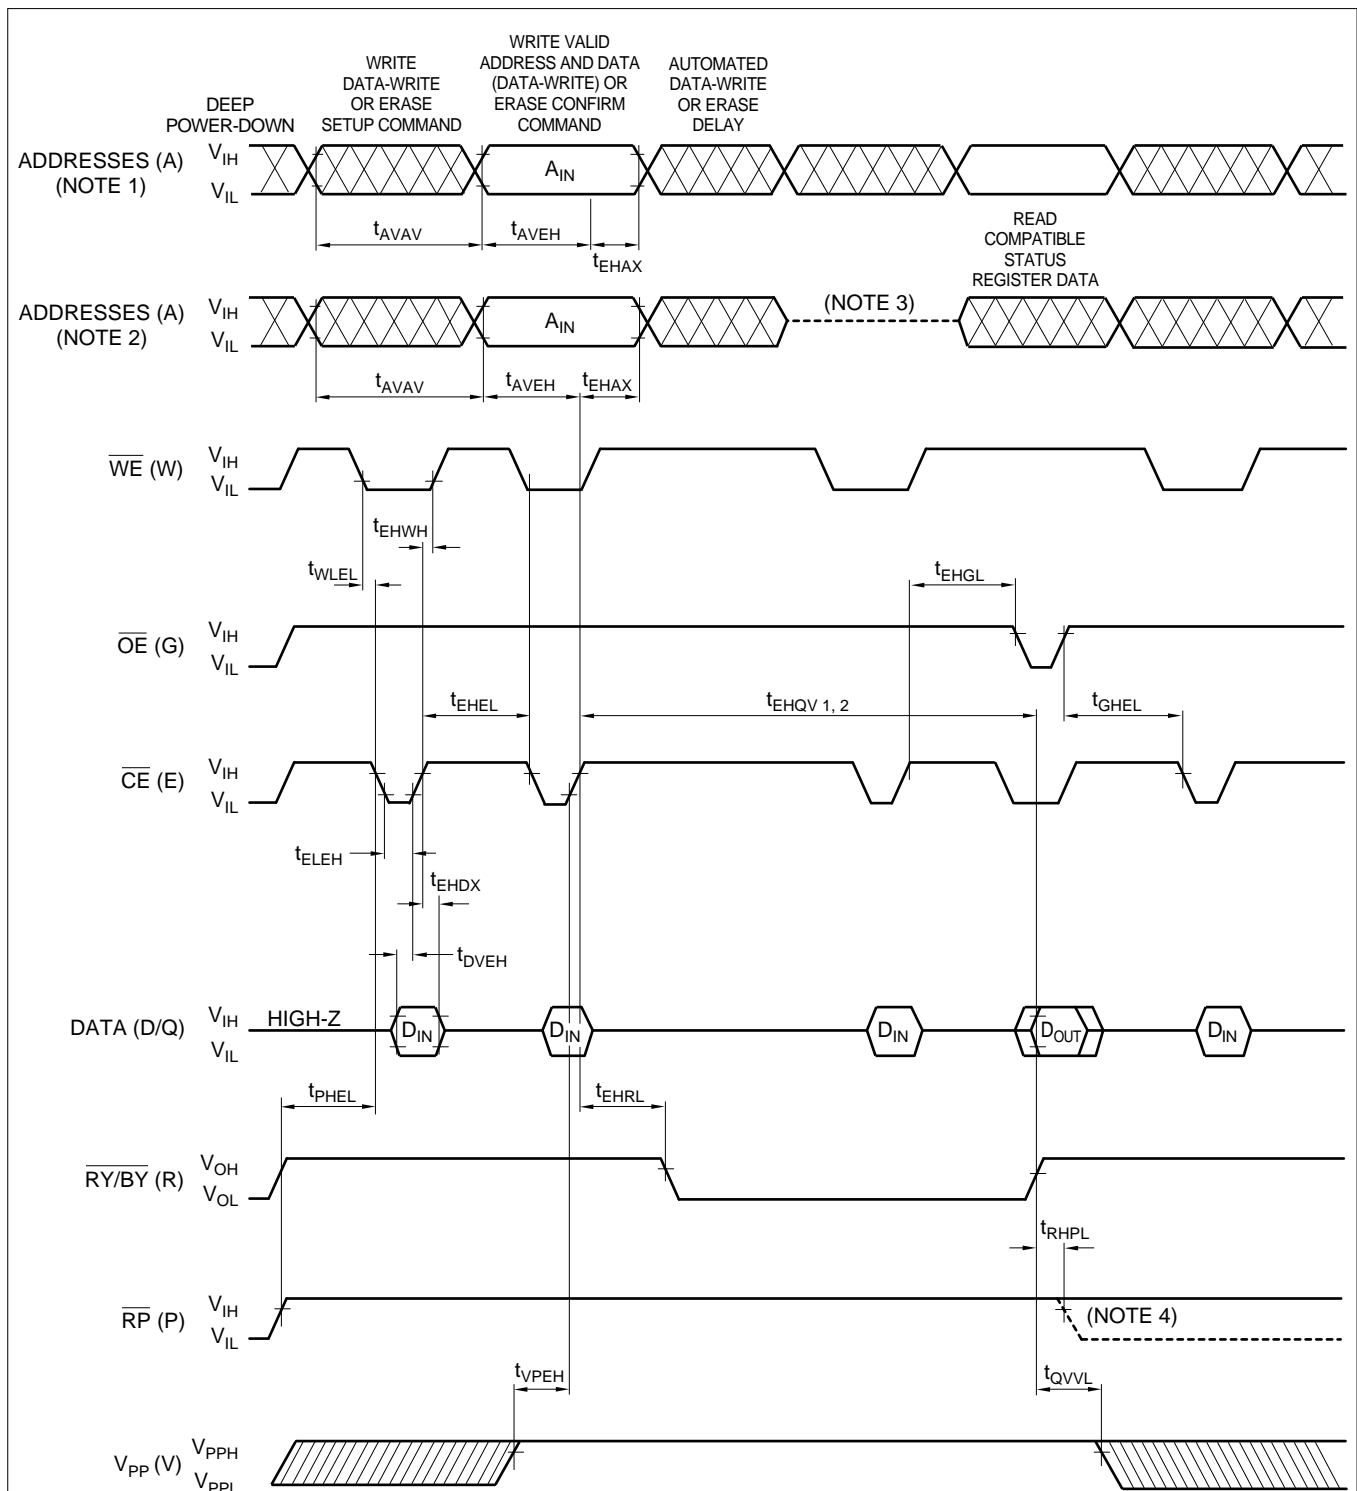 WRITE VALID
ADDRESS AND DATA
(DATA-WRITE) OR
ERASE CONFIRM
COMMAND
WRITE
DATA-WRITE
OR ERASE
SETUP COMMAND
AUTOMATED
DATA-WRITE
OR ERASE
DELAY
DEEP
POWER-DOWN
ADDRESSES (A)
(NOTE 1)
VIH
VIL
AIN
tAVAV
tAVEH
tEHAX
READ
COMPATIBLE
STATUS
REGISTER DATA
ADDRESSES (A)
(NOTE 2)
VIH
VIL
AIN
(NOTE 3)
tAVAV
tAVEH
tEHAX
WE (W)
VIH
VIL
tEHWH
tWLEL
tEHGL
OE (G)
VIH
VIL
tEHEL
tEHQV 1, 2
tGHEL
CE (E)
VIH
VIL
tELEH
tEHDX
tDVEH
DATA (D/Q)
VIH
VIL
HIGH-Z
DIN
DIN
DIN
DOUT
DIN
tPHEL
tEHRL
RY/BY (R)
VOH
VOL
tRHPL
RP (P)
VIH
VIL
(NOTE 4)
tVPEH
tQVVL
VPP (V)
VPPH
VPPL